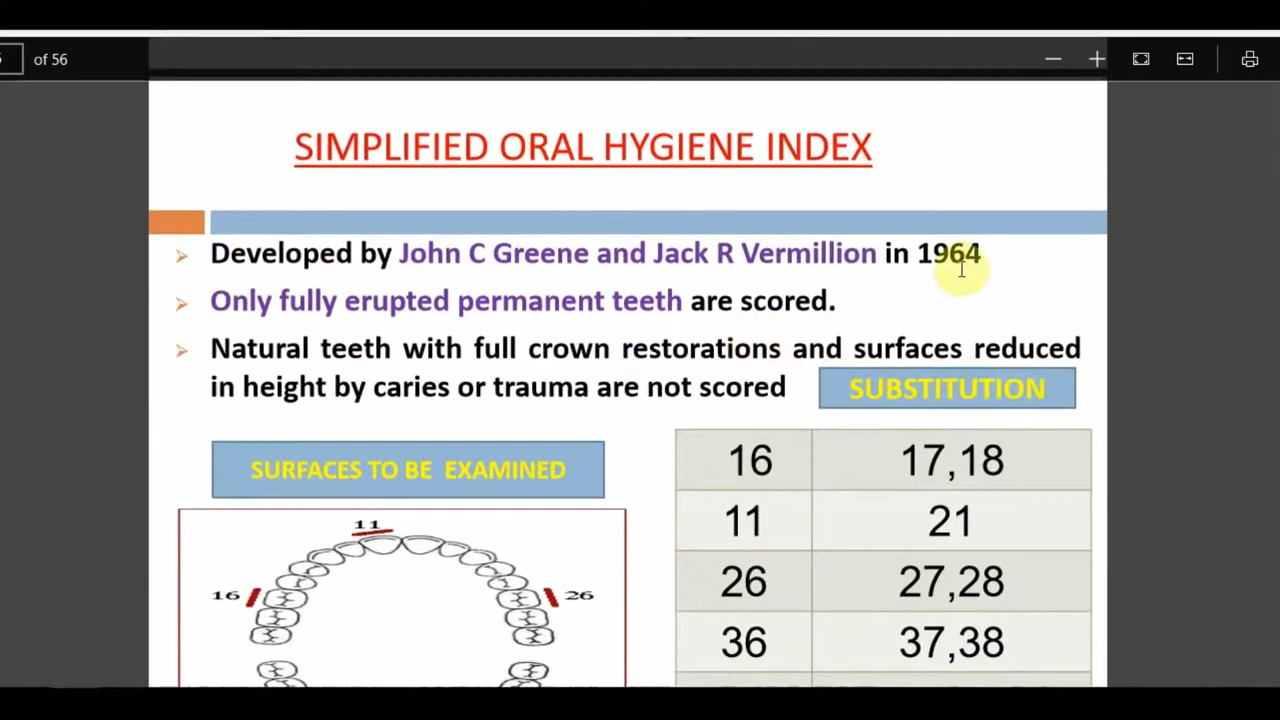 of 56
SIMPLIFIED ORAL HYGIENE INDEX
Developed by John C Greene and Jack R Vermillion in 1964
Only fully erupted permanent teeth are scored.
Natural teeth with full crown restorations and surfaces reduced
in height by caries or trauma are not scored
SUBSTITUTION
SURFACES TO BE EXAMINED
11
16
26
16 17,18
11 21
26 27,28
36 37,38